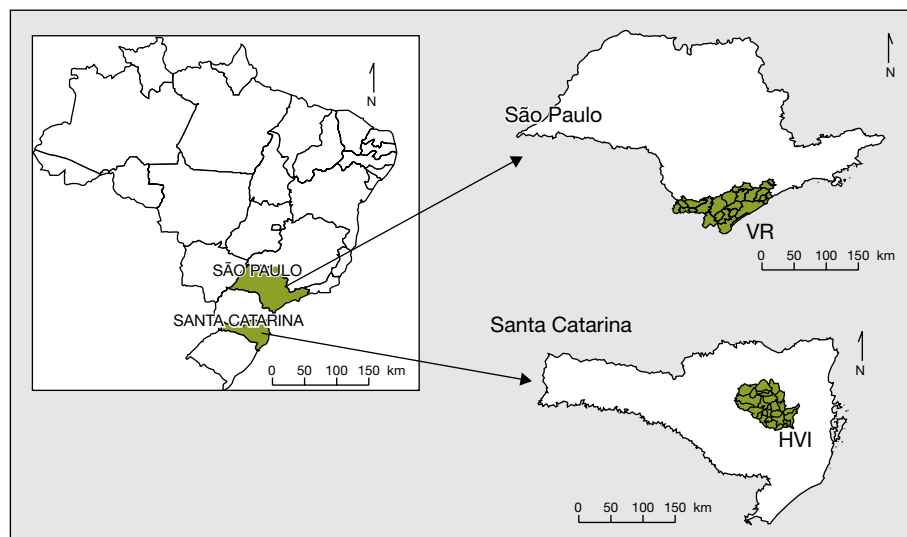 N
SÃO PAULO
SANTA CATARINA
0 50 100 150 km
N
São Paulo
VR
0 50 100 150 km
Santa Catarina
N
HVI
0 50 100 150 km